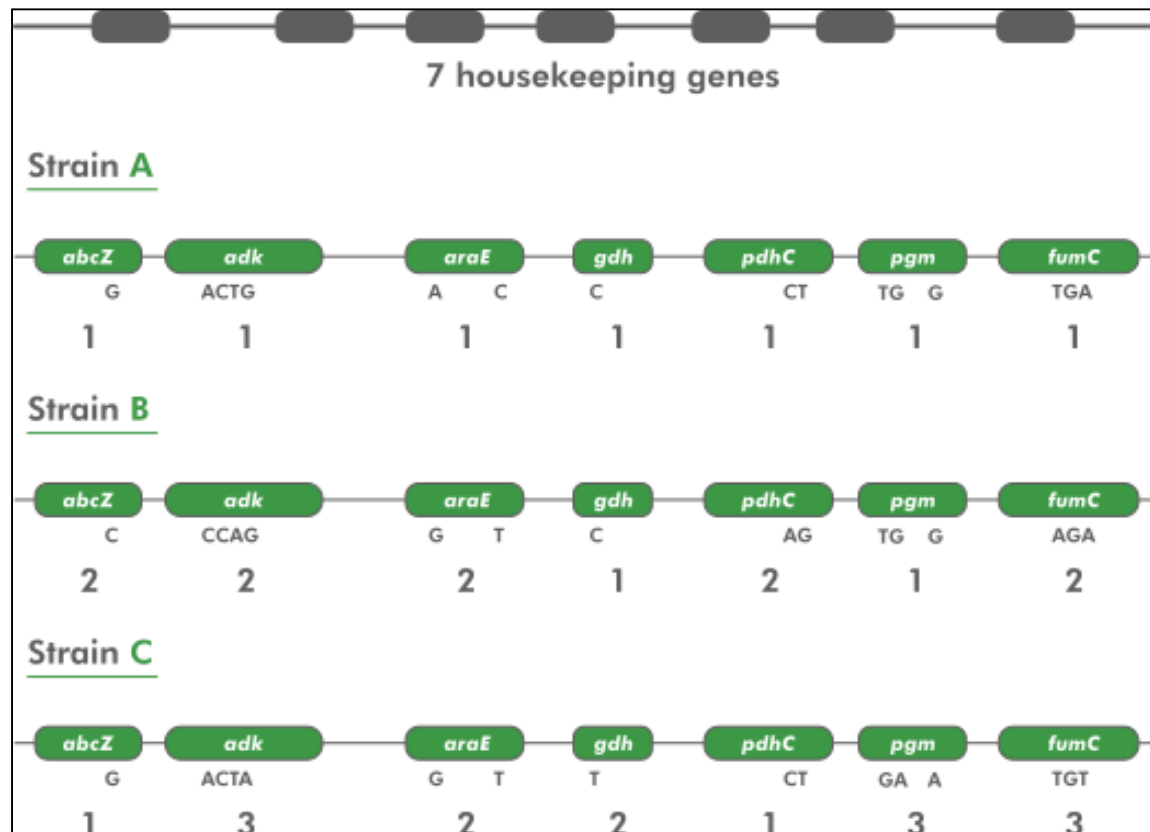 7 housekeeping genes
Strain A
abcZ adk araE gdh pdhC pgm fumC
G ACTG A C C CT TG G TGA
1 1 1 1 1 1 1
Strain B
abcZ adk araE gdh pdhC pgm fumC
C CCAG G T C AG TG G AGA
2 2 2 1 2 1 2
Strain C
abcZ adk araE gdh pdhC pgm fumC
G ACTA G T T CT GA A TGT
1 3 2 2 1 3 3